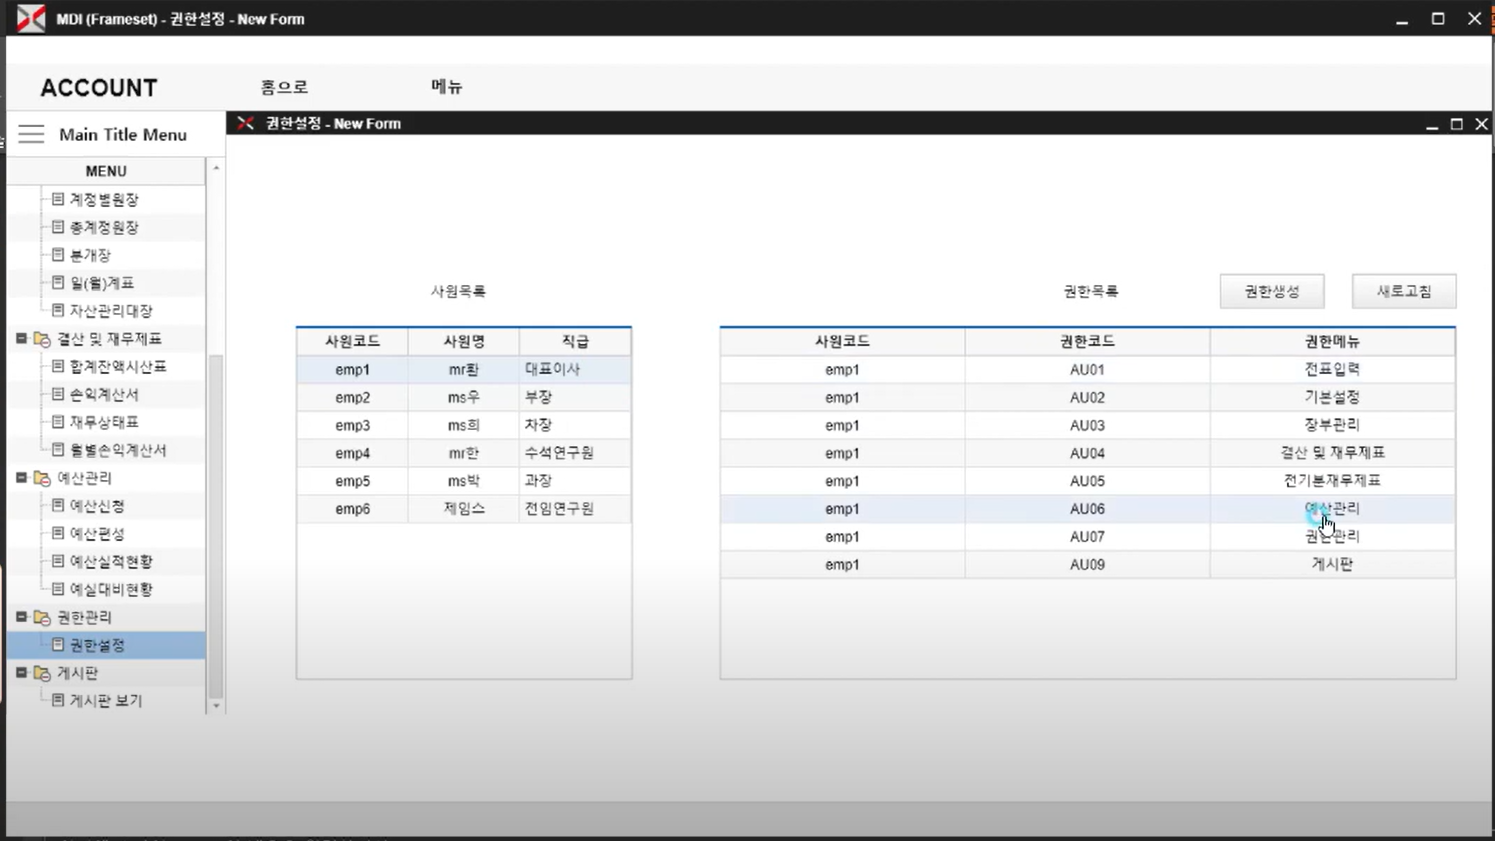 MDI (Frameset) - 권한설정 - New Form
ACCOUNT 홈으로 메뉴
Main Title Menu
권한설정 - New Form
MENU
계정별원장
총계정원장
분개장
일(월)계표
자산관리대장
결산 및 재무제표
합계잔액시산표
손익계산서
재무상태표
월별손익계산서
예산관리
예산신청
예산편성
예산실적현황
예실대비현황
권한관리
권한설정
게시판
게시판 보기
사원목록
사원코드 사원명 직급
emp1 mr황 대표이사
emp2 ms우 부장
emp3 ms희 차장
emp4 mr한 수석연구원
emp5 ms박 과장
emp6 제임스 전임연구원
권한목록 권한생성 새로고침
사원코드 권한코드 권한메뉴
emp1 AU01 전표입력
emp1 AU02 기본설정
emp1 AU03 장부관리
emp1 AU04 결산 및 재무제표
emp1 AU05 전기분재무제표
emp1 AU06 예산관리
emp1 AU07 권한관리
emp1 AU09 게시판